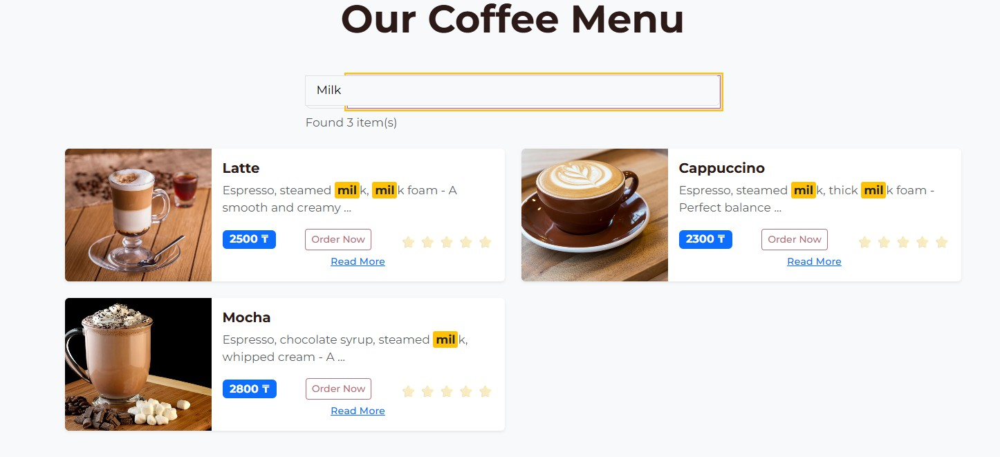 Our Coffee Menu
Milk
Found 3 item(s)
Latte
Espresso, steamed milk, milk foam - A
smooth and creamy ...
2500 ₸
Order Now
Read More
Cappuccino
Espresso, steamed milk, thick milk foam -
Perfect balance ...
2300 ₸
Order Now
Read More
Mocha
Espresso, chocolate syrup, steamed milk,
whipped cream - A ...
2800 ₸
Order Now
Read More